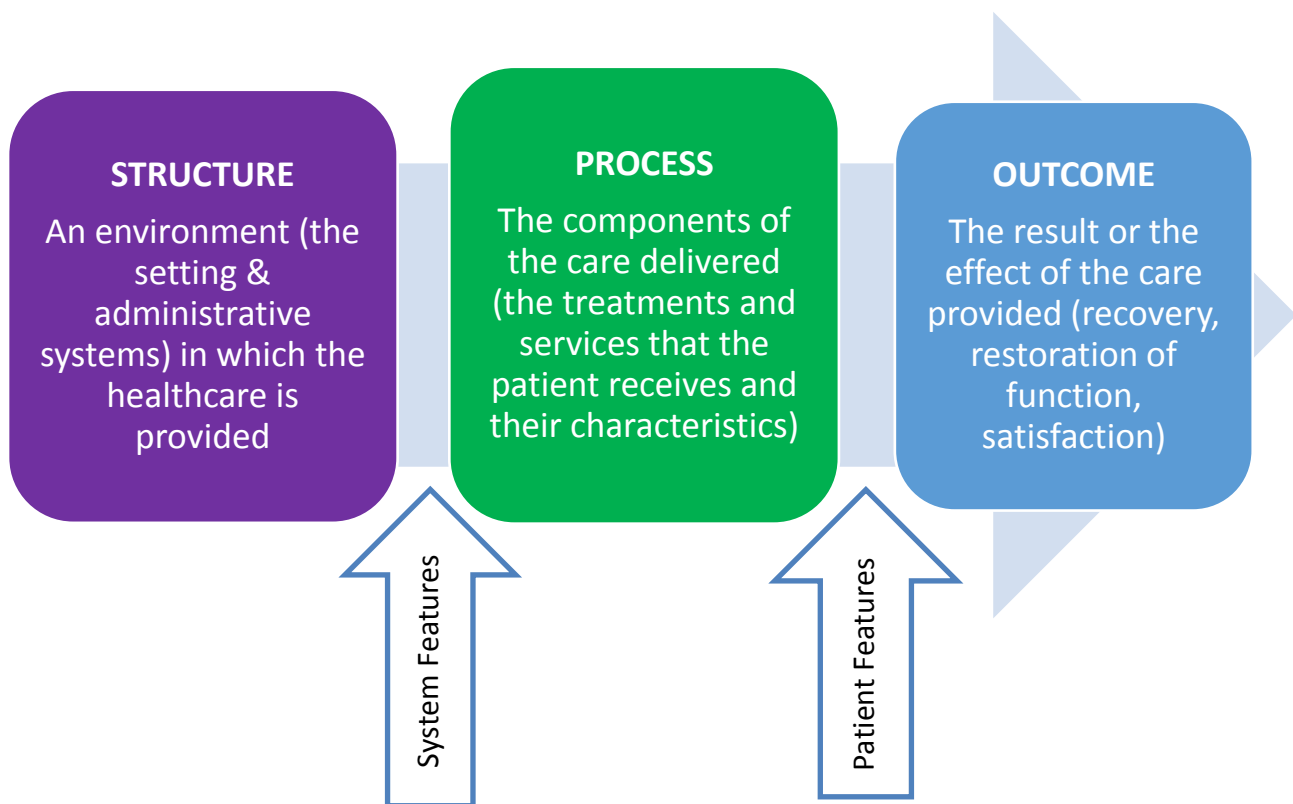 STRUCTURE
An environment (the
setting &
administrative
systems) in which the
healthcare is
provided
PROCESS
The components of
the care delivered
(the treatments and
services that the
patient receives and
their characteristics)
OUTCOME
The result or the
effect of the care
provided (recovery,
restoration of
function,
satisfaction)
System Features
Patient Features